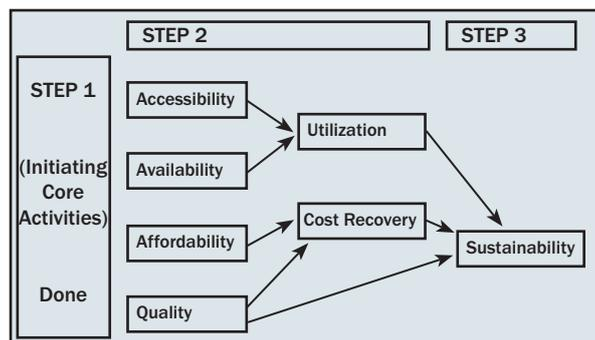 STEP 2
STEP 3
STEP 1
(Initiating
Core
Activities)
Done
Accessibility
Availability
Affordability
Quality
Utilization
Cost Recovery
Sustainability